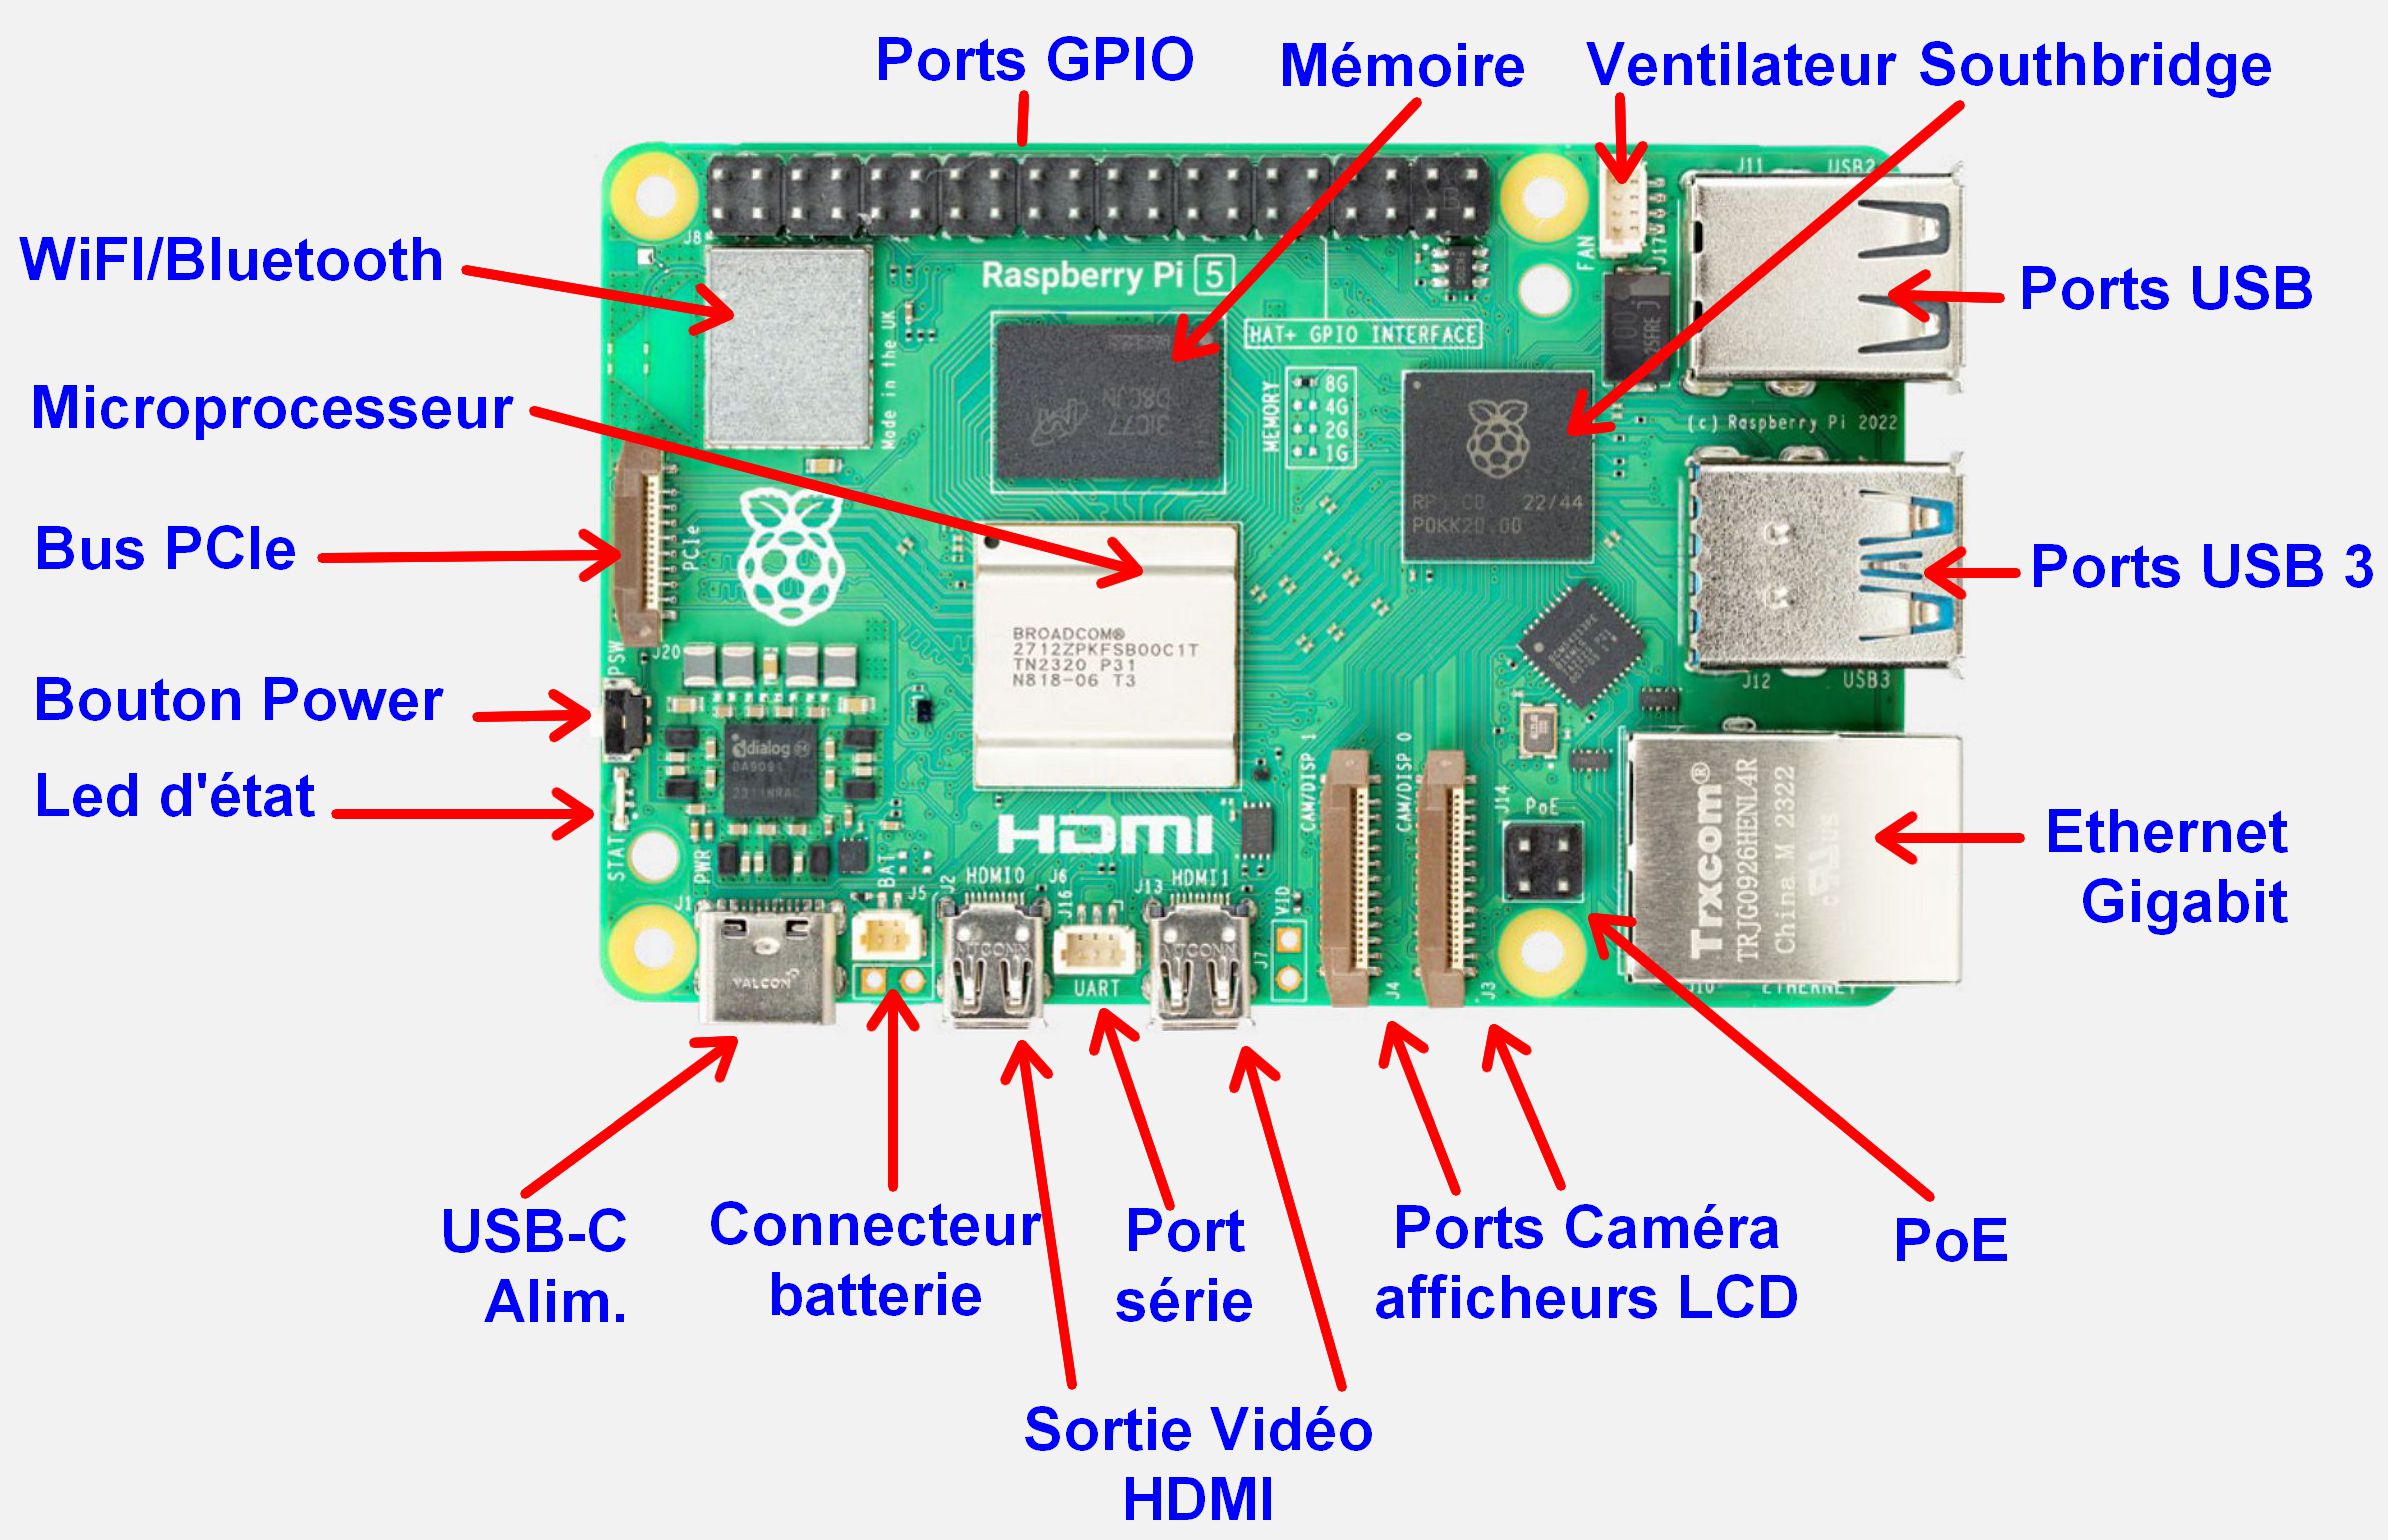 Ports GPIO
Mémoire
Ventilateur Southbridge
WiFI/Bluetooth
Microprocesseur
Bus PCIe
Bouton Power
Led d'état
Ports USB
Ports USB 3
Ethernet
Gigabit
USB-C
Alim.
Connecteur
batterie
Port
série
Ports Caméra
afficheurs LCD
PoE
Sortie Vidéo
HDMI
J8
Raspberry Pi 5
HAT+ GPIO INTERFACE
Made in the UK
MEMORY
8G
4G
2G
1G
FAN
J17
J11
USB2
(c) Raspberry Pi 2022
22/44
PCIe
J20
PSW
BROADCOM®
2712ZPKFSB00C1T
TN2320 P31
N818-06 T3
J12
USB3
dialog
DA9091
HDMI
CAM/DISP 1
CAM/DISP 0
J14
PoE
Trxcom®
TRJG0926HENL4R
China M 2322
STAT
PWR
BAT
J5
J1
J2
HDMI0
J6
J16
J13
HDMI1
VID
J7
UART
J4
J3
VALCON
MTCONN
MTCONN
ETHERNET